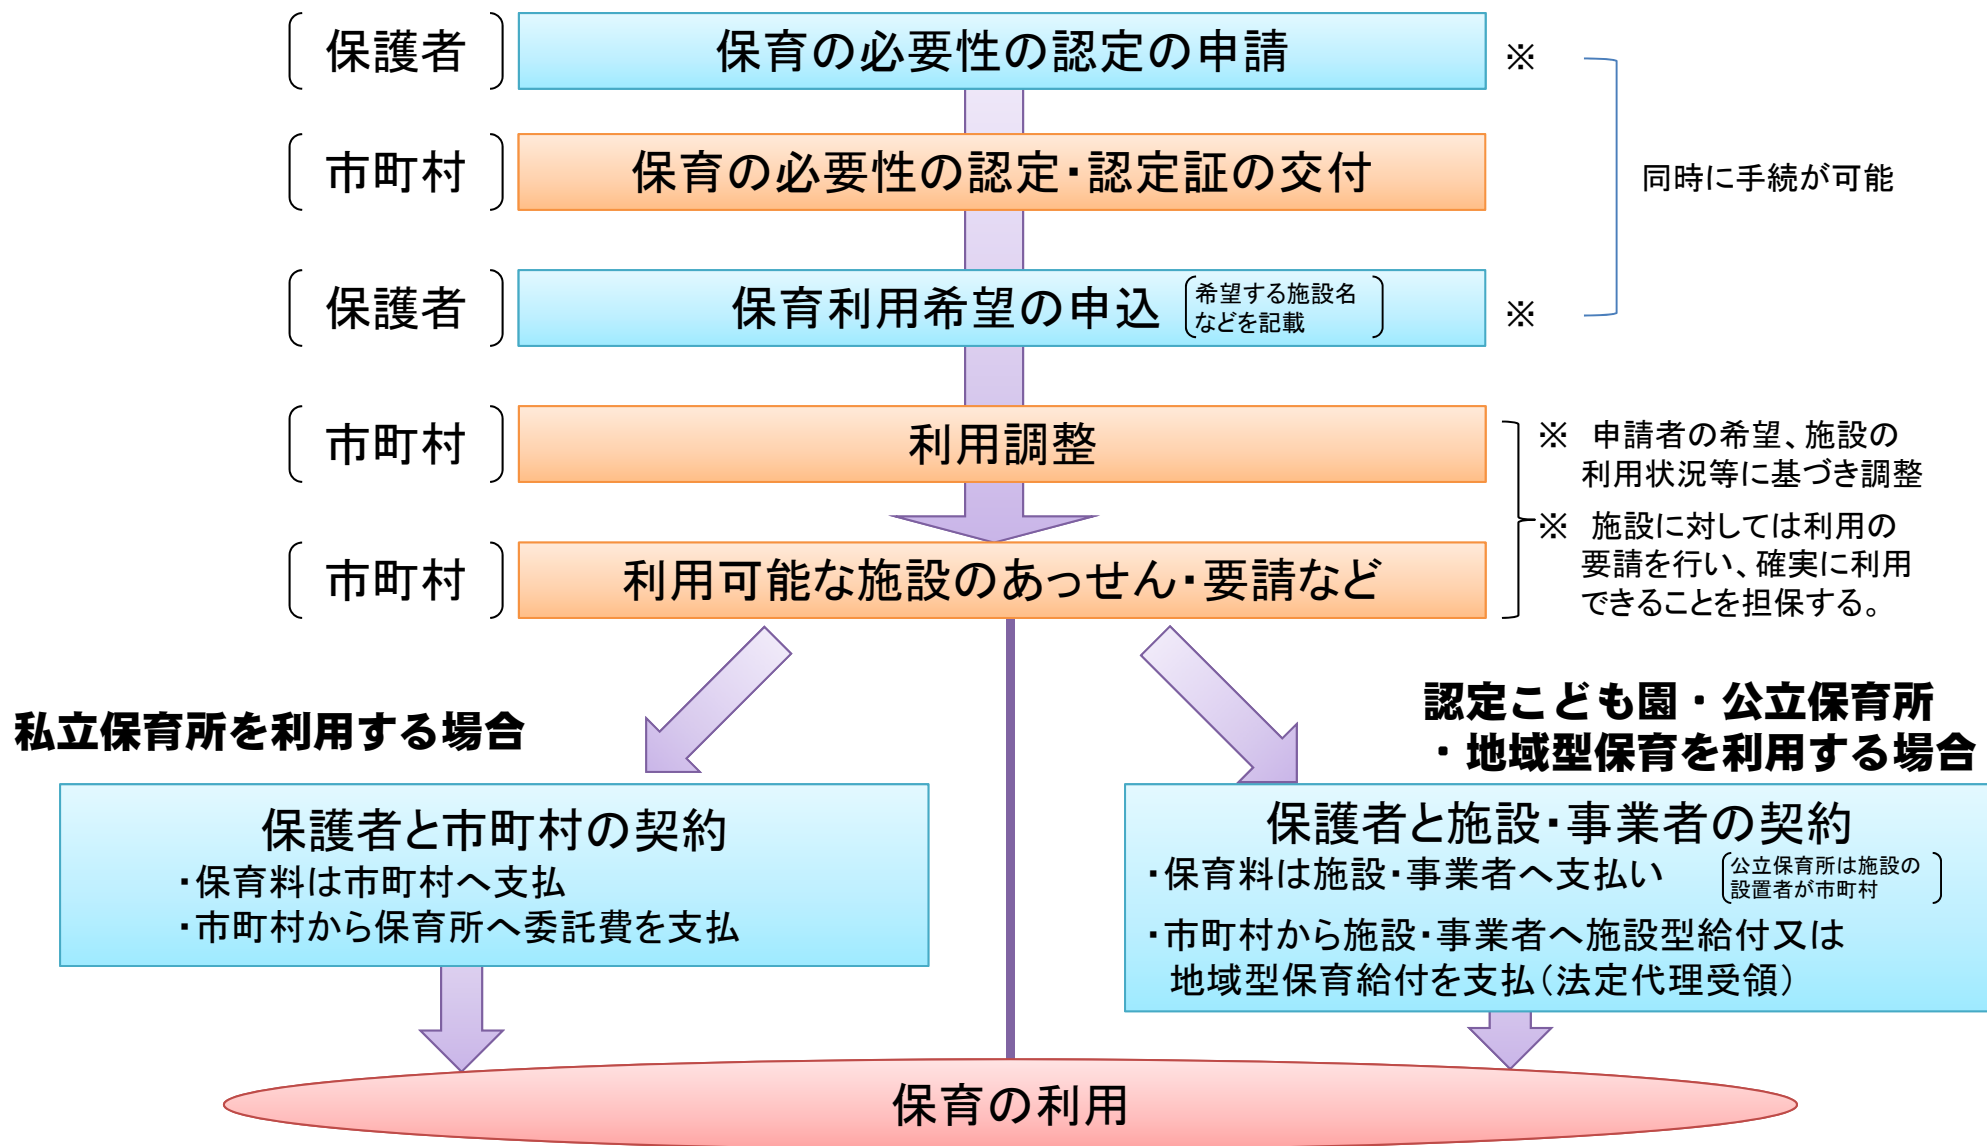 保護者
保育の必要性の認定の申請
※
市町村
保育の必要性の認定・認定証の交付
同時に手続が可能
保護者
保育利用希望の申込
希望する施設名
などを記載
※
市町村
利用調整
※ 申請者の希望、施設の
利用状況等に基づき調整
※ 施設に対しては利用の
要請を行い、確実に利用
できることを担保する。
市町村
利用可能な施設のあっせん・要請など
私立保育所を利用する場合
保護者と市町村の契約
・保育料は市町村へ支払
・市町村から保育所へ委託費を支払
認定こども園・公立保育所
・地域型保育を利用する場合
保護者と施設・事業者の契約
・保育料は施設・事業者へ支払い
公立保育所は施設の
設置者が市町村
・市町村から施設・事業者へ施設型給付又は
地域型保育給付を支払(法定代理受領)
保育の利用